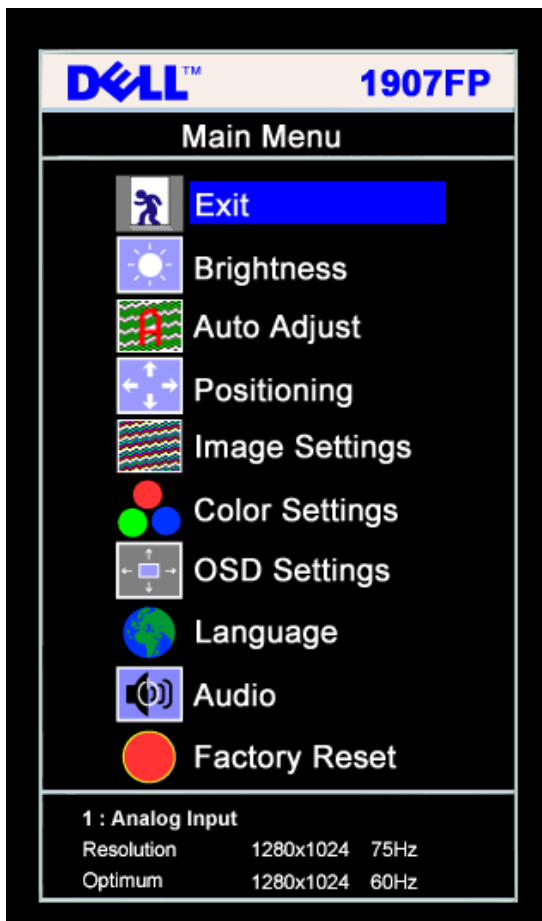 DELL™ 1907FP
Main Menu
Exit
Brightness
Auto Adjust
Positioning
Image Settings
Color Settings
OSD Settings
Language
Audio
Factory Reset
1 : Analog Input
Resolution 1280x1024 75Hz
Optimum 1280x1024 60Hz